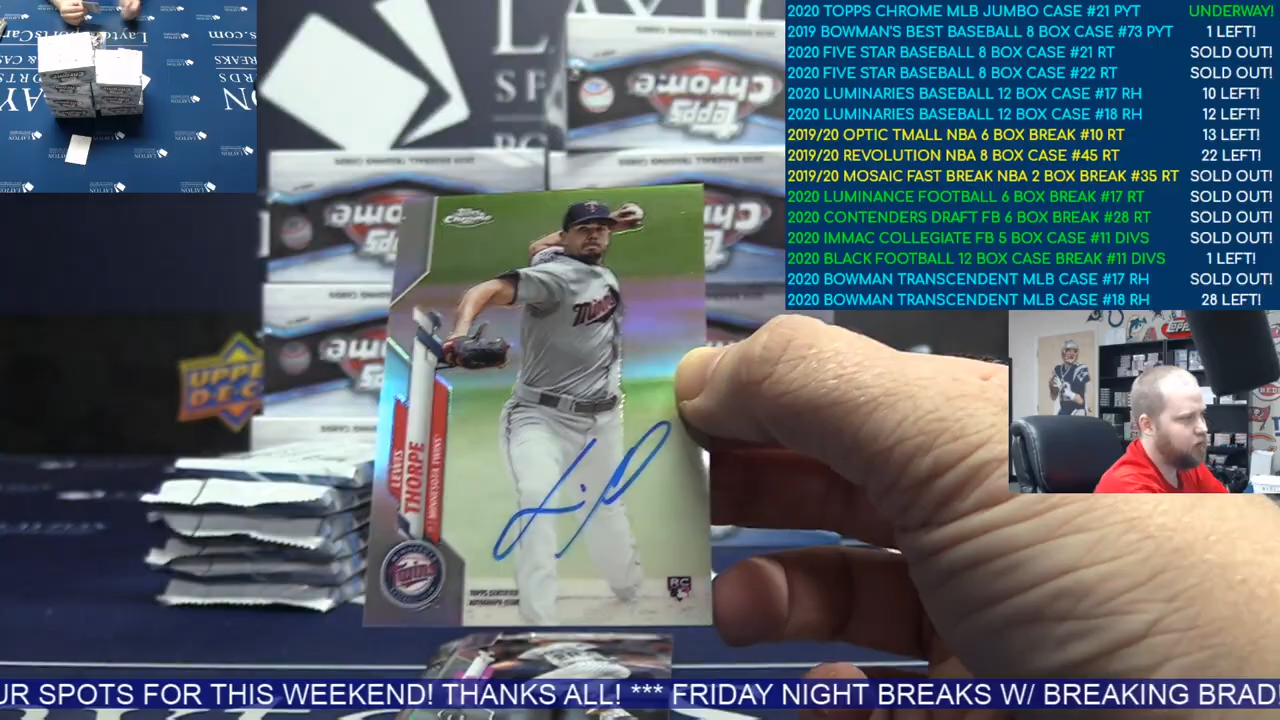 2020 TOPPS CHROME MLB JUMBO CASE #21 PYT UNDERWAY!
2019 BOWMAN'S BEST BASEBALL 8 BOX CASE #73 PYT 1 LEFT!
2020 FIVE STAR BASEBALL 8 BOX CASE #21 RT SOLD OUT!
2020 FIVE STAR BASEBALL 8 BOX CASE #22 RT SOLD OUT!
2020 LUMINARIES BASEBALL 12 BOX CASE #17 RH 10 LEFT!
2020 LUMINARIES BASEBALL 12 BOX CASE #18 RH 12 LEFT!
2019/20 OPTIC TMALL NBA 6 BOX BREAK #10 RT 13 LEFT!
2019/20 REVOLUTION NBA 8 BOX CASE #45 RT 22 LEFT!
2019/20 MOSAIC FAST BREAK NBA 2 BOX BREAK #35 RT SOLD OUT!
2020 LUMINANCE FOOTBALL 6 BOX BREAK #17 RT SOLD OUT!
2020 CONTENDERS DRAFT FB 6 BOX BREAK #28 RT SOLD OUT!
2020 IMMAC COLLEGIATE FB 5 BOX CASE #11 DIVS SOLD OUT!
2020 BLACK FOOTBALL 12 BOX CASE BREAK #11 DIVS 1 LEFT!
2020 BOWMAN TRANSCENDENT MLB CASE #17 RH SOLD OUT!
2020 BOWMAN TRANSCENDENT MLB CASE #18 RH 28 LEFT!
Topps Chrome
Topps Chrome
LEWIS
THORPE
MINNESOTA TWINS
Twins
TOPPS CERTIFIED
AUTOGRAPH ISSUE
RC
UPPER
DEC
UR SPOTS FOR THIS WEEKEND! THANKS ALL! *** FRIDAY NIGHT BREAKS W/ BREAKING BRAD